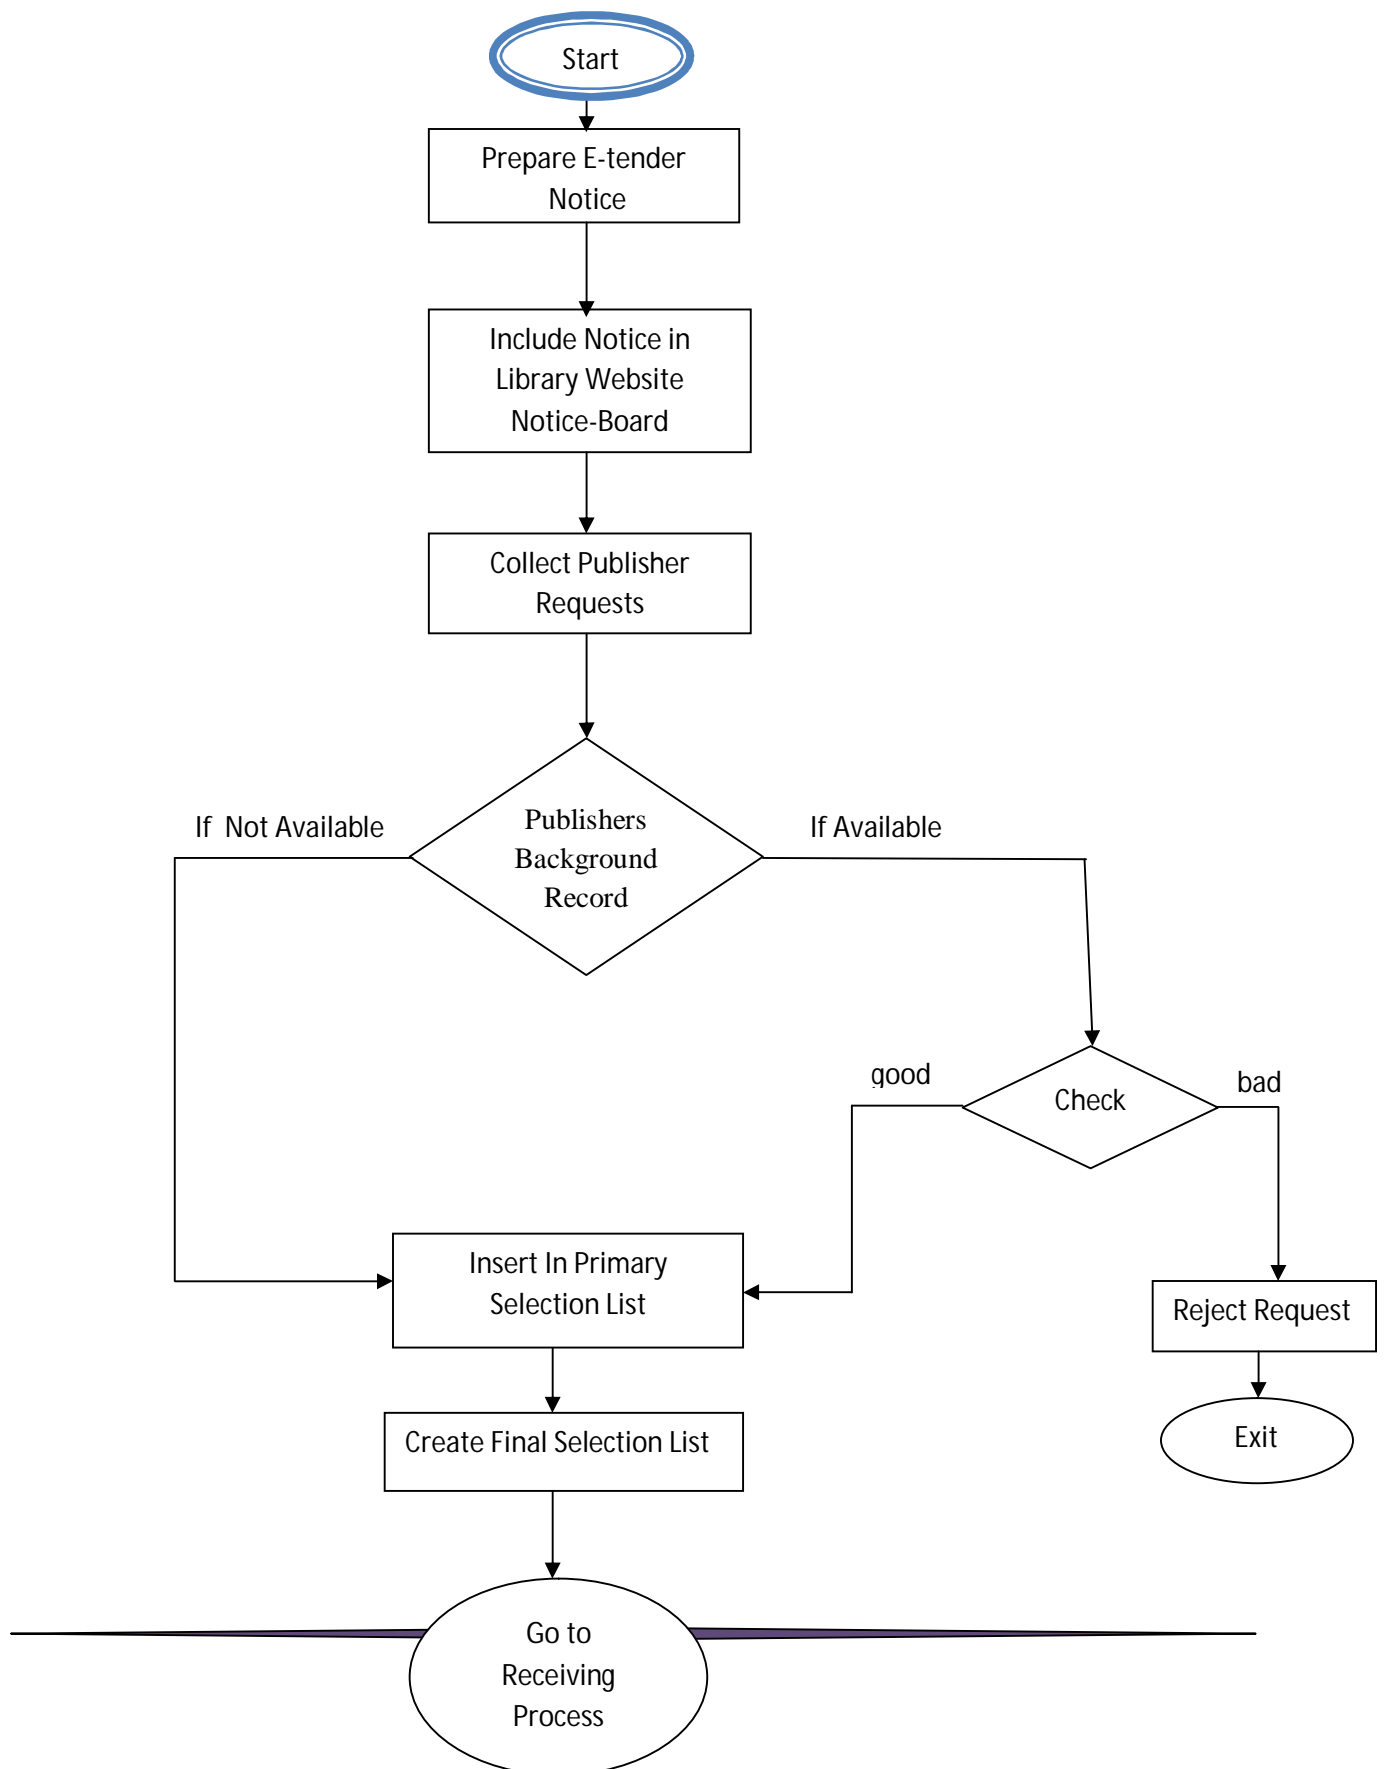 Start
Prepare E-tender
Notice
Include Notice in
Library Website
Notice-Board
Collect Publisher
Requests
If  Not Available
Publishers
Background
Record
If Available
good
Check
bad
Insert In Primary
Selection List
Reject Request
Create Final Selection List
Exit
Go to
Receiving
Process